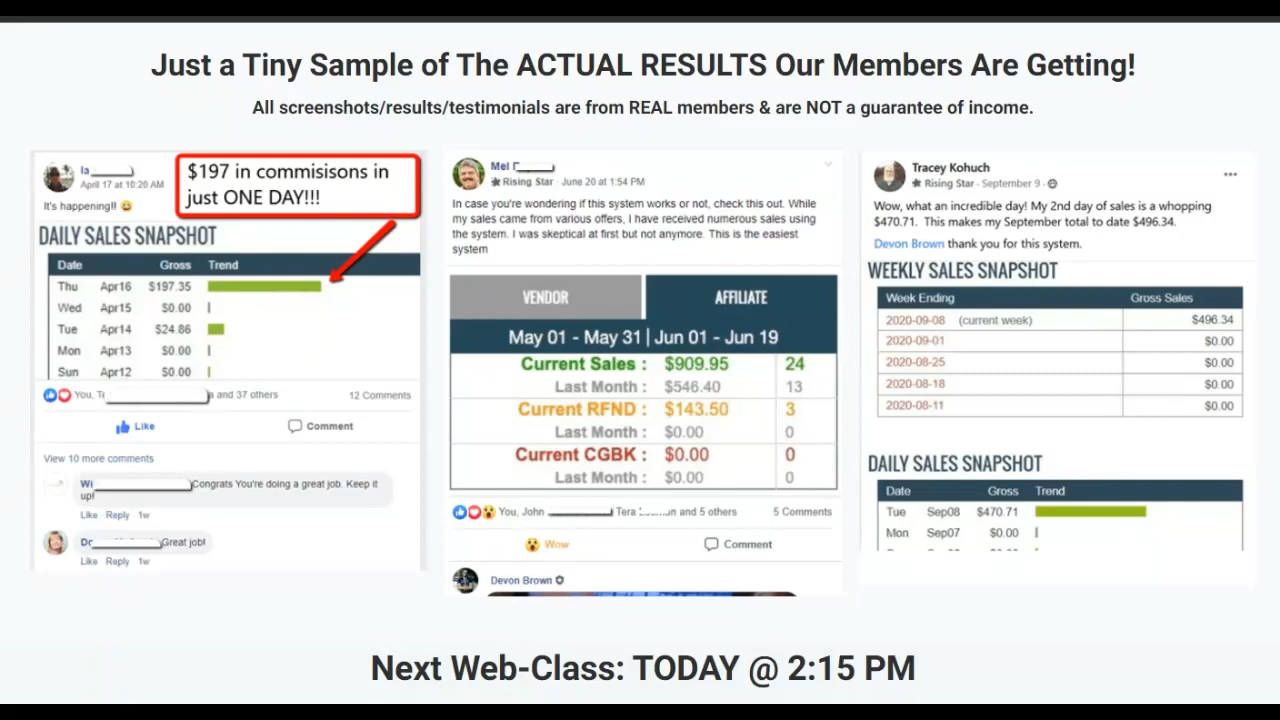 Just a Tiny Sample of The ACTUAL RESULTS Our Members Are Getting!
All screenshots/results/testimonials are from REAL members & are NOT a guarantee of income.
Ia
April 17 at 10:20 AM
$197 in commisisons in
just ONE DAY!!!
It's happening!!
DAILY SALES SNAPSHOT
Date Gross Trend
Thu Apr16 $197.35
Wed Apr15 $0.00
Tue Apr14 $24.86
Mon Apr13 $0.00
Sun Apr12 $0.00
You, and 37 others 12 Comments
Like Comment
View 10 more comments
Wi Congrats You're doing a great job. Keep it
up!
Like Reply 1w
Great job!
Like Reply 1w
Mel
Rising Star · June 20 at 1:54 PM
In case you're wondering if this system works or not, check this out. While
my sales came from various offers, I have received numerous sales using
the system. I was skeptical at first but not anymore. This is the easiest
system
VENDOR AFFILIATE
May 01 - May 31 | Jun 01 - Jun 19
Current Sales : $909.95 24
Last Month : $546.40 13
Current RFND : $143.50 3
Last Month : $0.00 0
Current CGBK : $0.00 0
Last Month : $0.00 0
You, John Tera and 5 others 5 Comments
Wow Comment
Devon Brown
Tracey Kohuch
Rising Star · September 9 ·
Wow, what an incredible day! My 2nd day of sales is a whopping
$470.71. This makes my September total to date $496.34.
Devon Brown thank you for this system.
WEEKLY SALES SNAPSHOT
Week Ending Gross Sales
2020-09-08 (current week) $496.34
2020-09-01 $0.00
2020-08-25 $0.00
2020-08-18 $0.00
2020-08-11 $0.00
DAILY SALES SNAPSHOT
Date Gross Trend
Tue Sep08 $470.71
Mon Sep07 $0.00
Next Web-Class: TODAY @ 2:15 PM